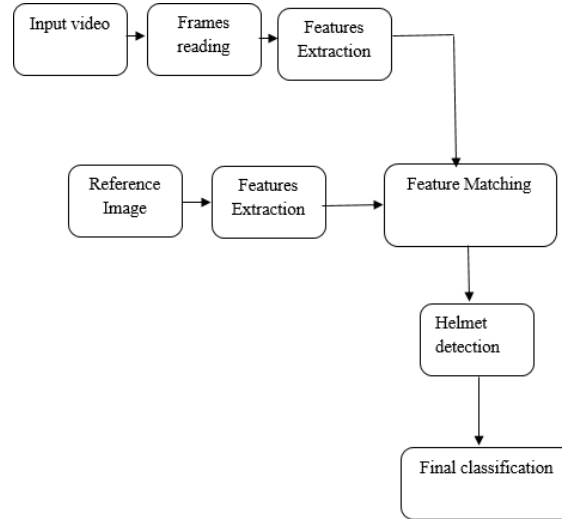 Input video
Frames
reading
Features
Extraction
Reference
Image
Features
Extraction
Feature Matching
Helmet
detection
Final classification